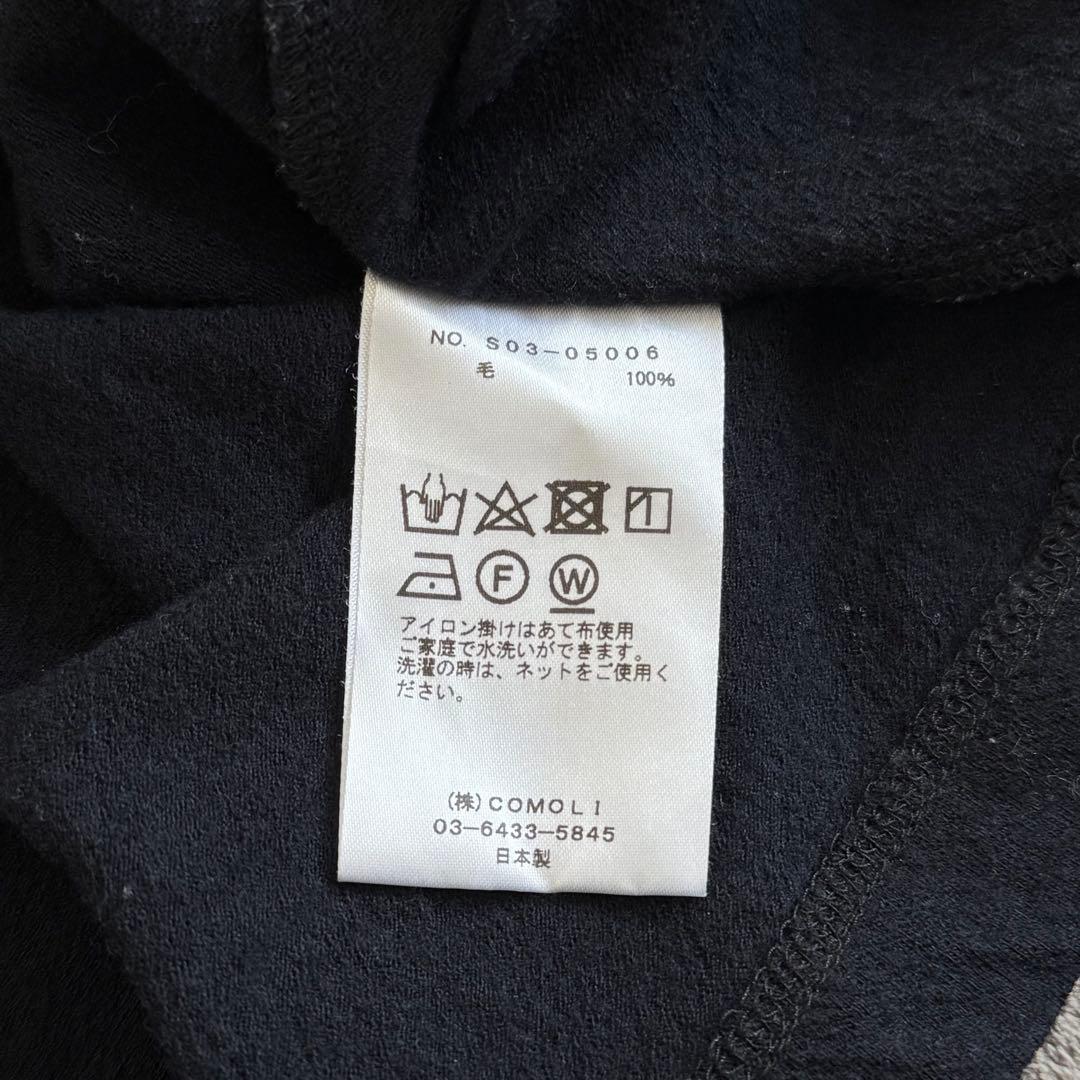 NO. S03-05006
毛 100%
F W
アイロン掛けはあて布使用
ご家庭で水洗いができます。
洗濯の時は、ネットをご使用く
ださい。
(株)COMOLI
03-6433-5845
日本製